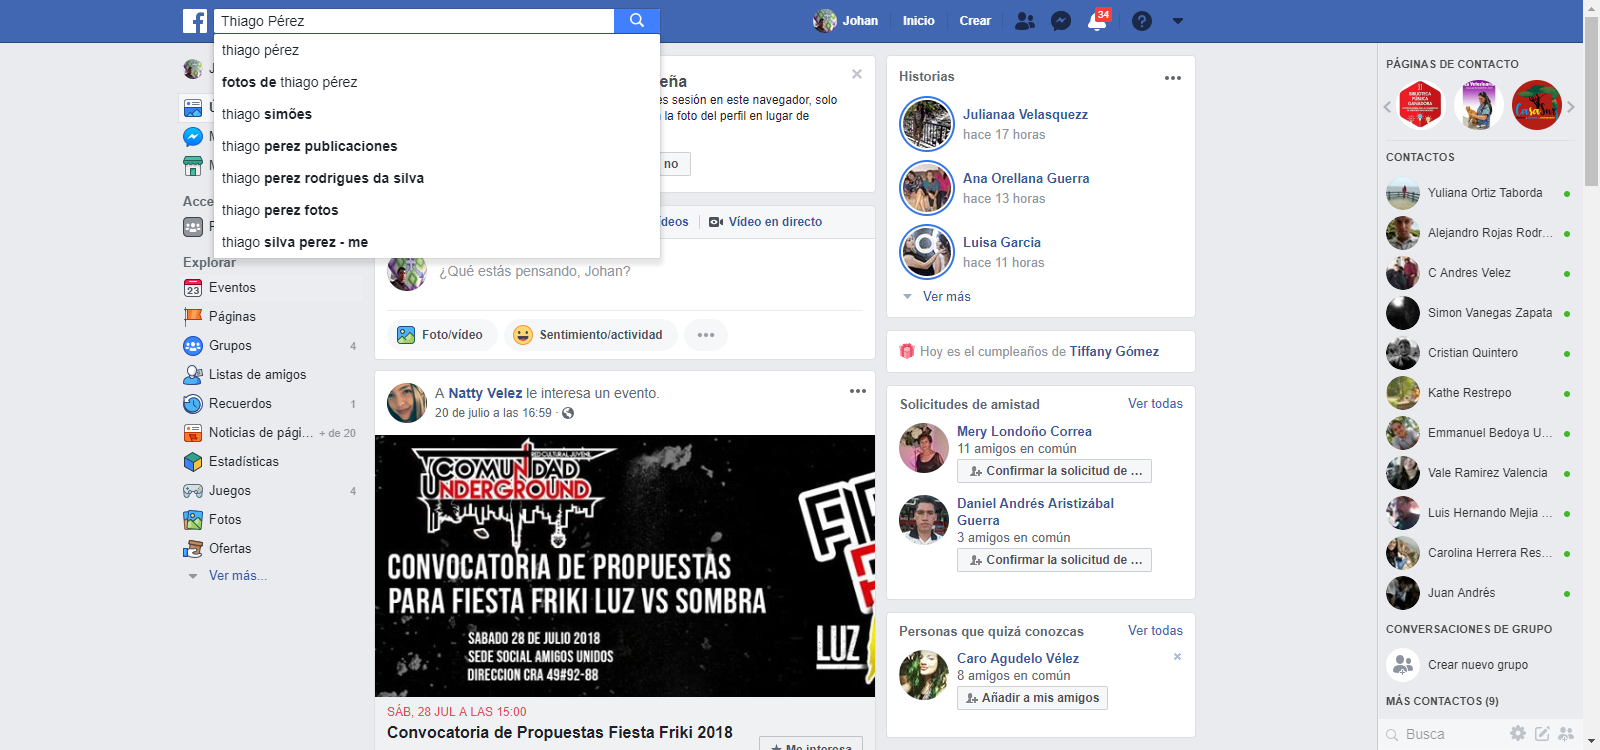 Thiago Pérez
Johan
Inicio
Crear
34
thiago pérez
fotos de thiago pérez
thiago simões
thiago perez publicaciones
thiago perez rodrigues da silva
thiago perez fotos
thiago silva perez - me
Acce
Explorar
23
Eventos
Páginas
Grupos 4
Listas de amigos
Recuerdos 1
Noticias de pági... + de 20
Estadísticas
Juegos 4
Fotos
Ofertas
Ver más...
eña
es sesión en este navegador, solo
la foto del perfil en lugar de
no
ídeos
Vídeo en directo
¿Qué estás pensando, Johan?
Foto/vídeo
Sentimiento/actividad
A Natty Velez le interesa un evento.
20 de julio a las 16:59 ·
RED CULTURAL JUVENIL
COMUNIDAD
UNDERGROUND
CONVOCATORIA DE PROPUESTAS
PARA FIESTA FRIKI LUZ VS SOMBRA
SABADO 28 DE JULIO 2018
SEDE SOCIAL AMIGOS UNIDOS
DIRECCION CRA 49#92-88
LUZ
SÁB, 28 JUL A LAS 15:00
Convocatoria de Propuestas Fiesta Friki 2018
Me interesa
Historias
Julianaa Velasquezz
hace 17 horas
Ana Orellana Guerra
hace 13 horas
Luisa Garcia
hace 11 horas
Ver más
Hoy es el cumpleaños de Tiffany Gómez
Solicitudes de amistad
Ver todas
Mery Londoño Correa
11 amigos en común
Confirmar la solicitud de ...
Daniel Andrés Aristizábal
Guerra
3 amigos en común
Confirmar la solicitud de ...
Personas que quizá conozcas
Ver todas
Caro Agudelo Vélez
8 amigos en común
Añadir a mis amigos
PÁGINAS DE CONTACTO
BIBLIOTECA
PÚBLICA
GANADORA
CasaSur
CONTACTOS
Yuliana Ortiz Taborda
Alejandro Rojas Rodr...
C Andres Velez
Simon Vanegas Zapata
Cristian Quintero
Kathe Restrepo
Emmanuel Bedoya U...
Vale Ramirez Valencia
Luis Hernando Mejia ...
Carolina Herrera Res...
Juan Andrés
CONVERSACIONES DE GRUPO
Crear nuevo grupo
MÁS CONTACTOS (9)
Busca